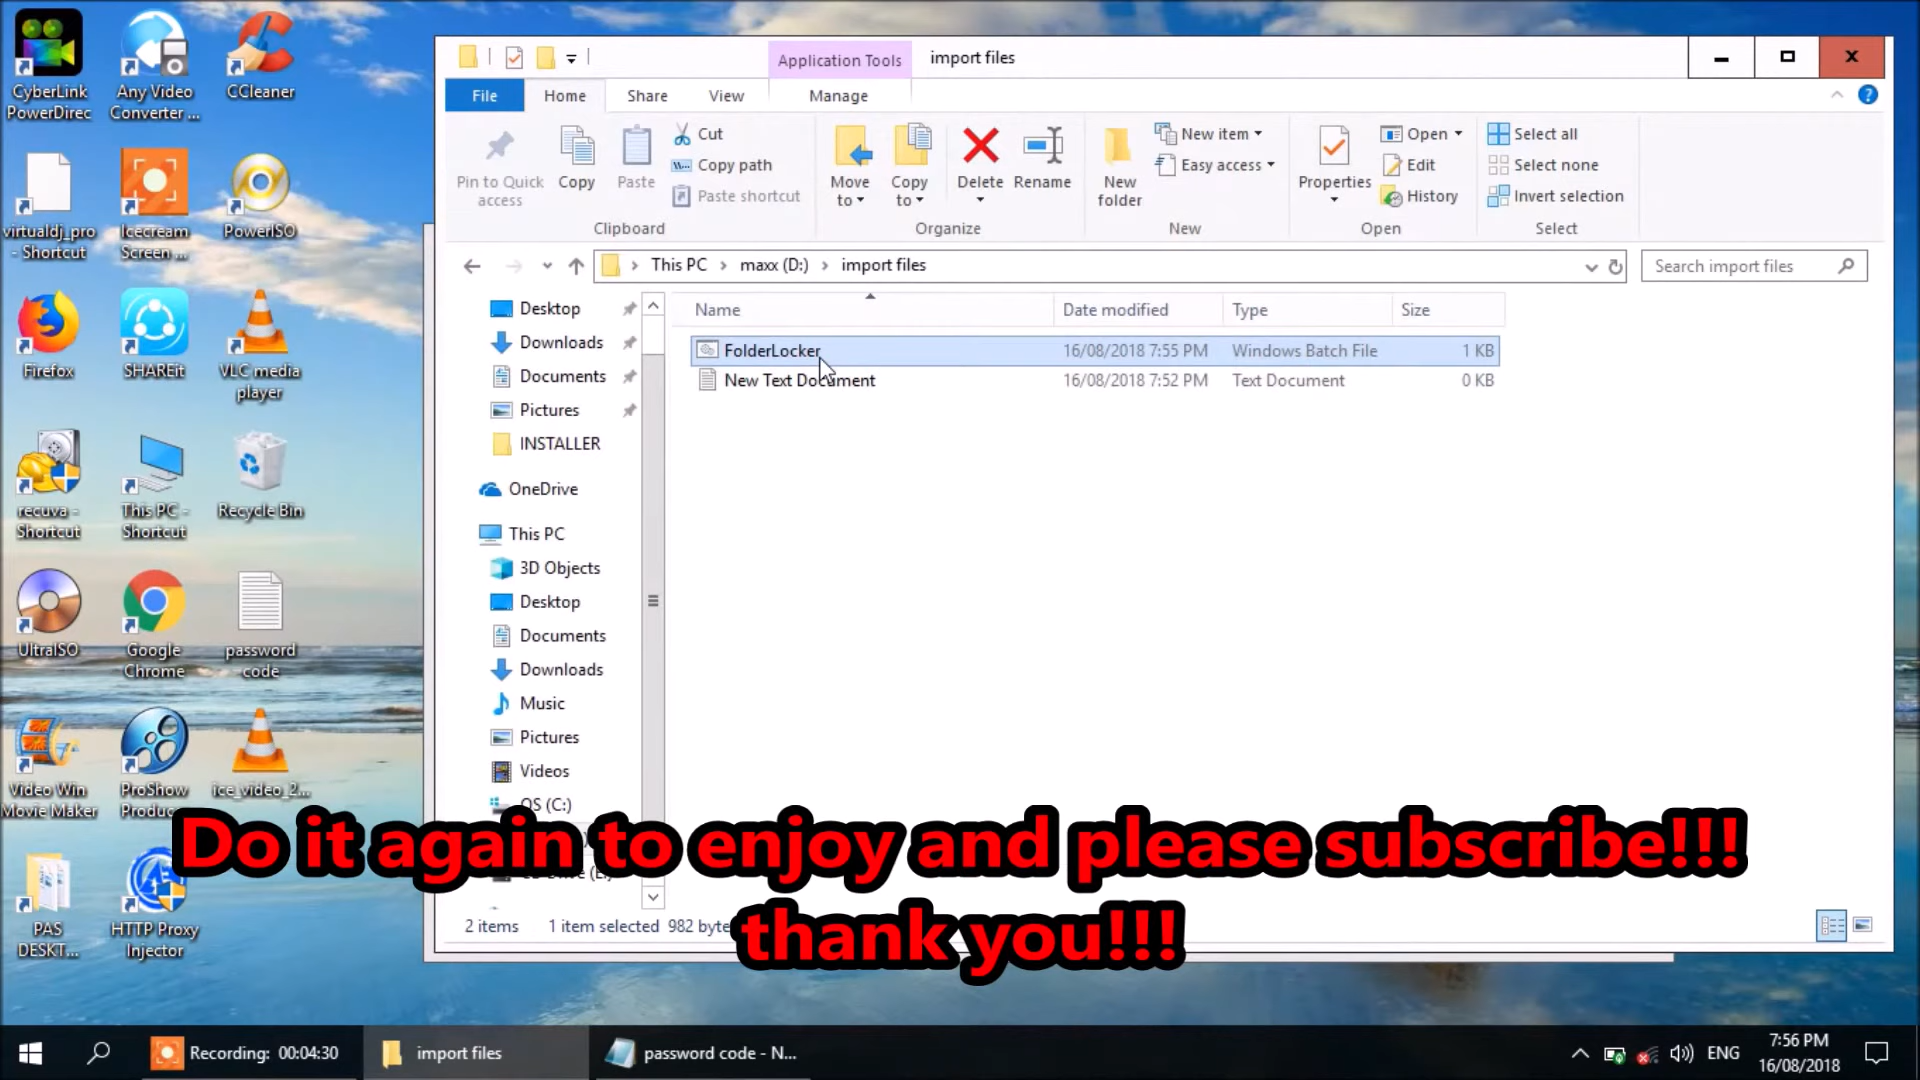 CyberLink
PowerDirec
Any Video
Converter ...
CCleaner
virtualdj_pro
- Shortcut
Icecream
Screen ...
PowerISO
Firefox
SHAREit
VLC media
player
recuva -
Shortcut
This PC -
Shortcut
Recycle Bin
UltraISO
Google
Chrome
password
code
Video Win
Movie Maker
ProShow
Produc
ice_video_2...
PAS
DESKT...
HTTP Proxy
Injector
Application Tools
import files
File
Home
Share
View
Manage
Pin to Quick
access
Copy
Paste
Cut
Copy path
Paste shortcut
Clipboard
Move
to
Copy
to
Delete
Rename
Organize
New
folder
New item
Easy access
New
Properties
Open
Edit
History
Open
Select all
Select none
Invert selection
Select
This PC
maxx (D:)
import files
Search import files
Desktop
Downloads
Documents
Pictures
INSTALLER
OneDrive
This PC
3D Objects
Desktop
Documents
Downloads
Music
Pictures
Videos
OS (C:)
Name Date modified Type Size
FolderLocker 16/08/2018 7:55 PM Windows Batch File 1 KB
New Text Document 16/08/2018 7:52 PM Text Document 0 KB
Do it again to enjoy and please subscribe!!!
thank you!!!
2 items 1 item selected 982 byte
Recording: 00:04:30
import files
password code - N...
ENG
7:56 PM
16/08/2018